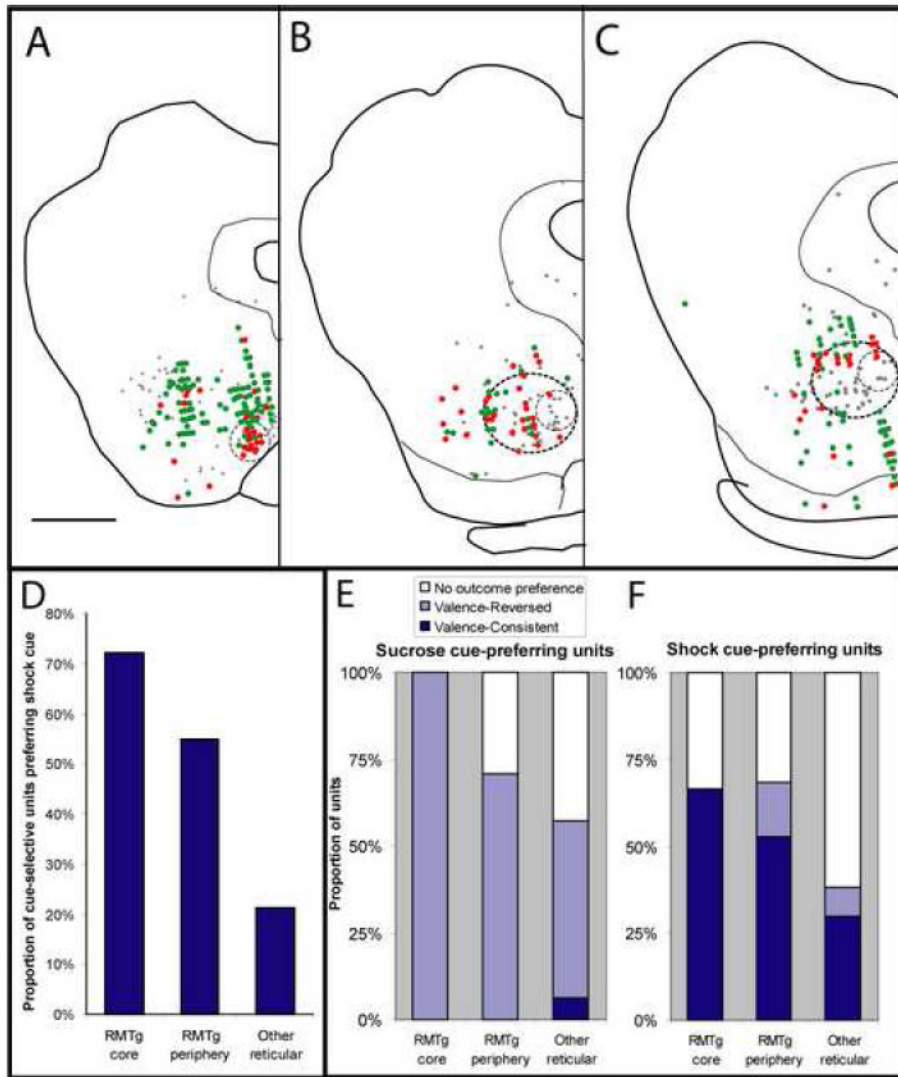 A
B
C
D
Proportion of cue-selective units preferring shock cue
80%
70%
60%
50%
40%
30%
20%
10%
0%
RMTg
core
RMTg
periphery
Other
reticular
E
No outcome preference
Valence-Reversed
Valence-Consistent
Sucrose cue-preferring units
Proportion of units
100%
75%
50%
25%
0%
RMTg
core
RMTg
periphery
Other
reticular
F
Shock cue-preferring units
100%
75%
50%
25%
0%
RMTg
core
RMTg
periphery
Other
reticular